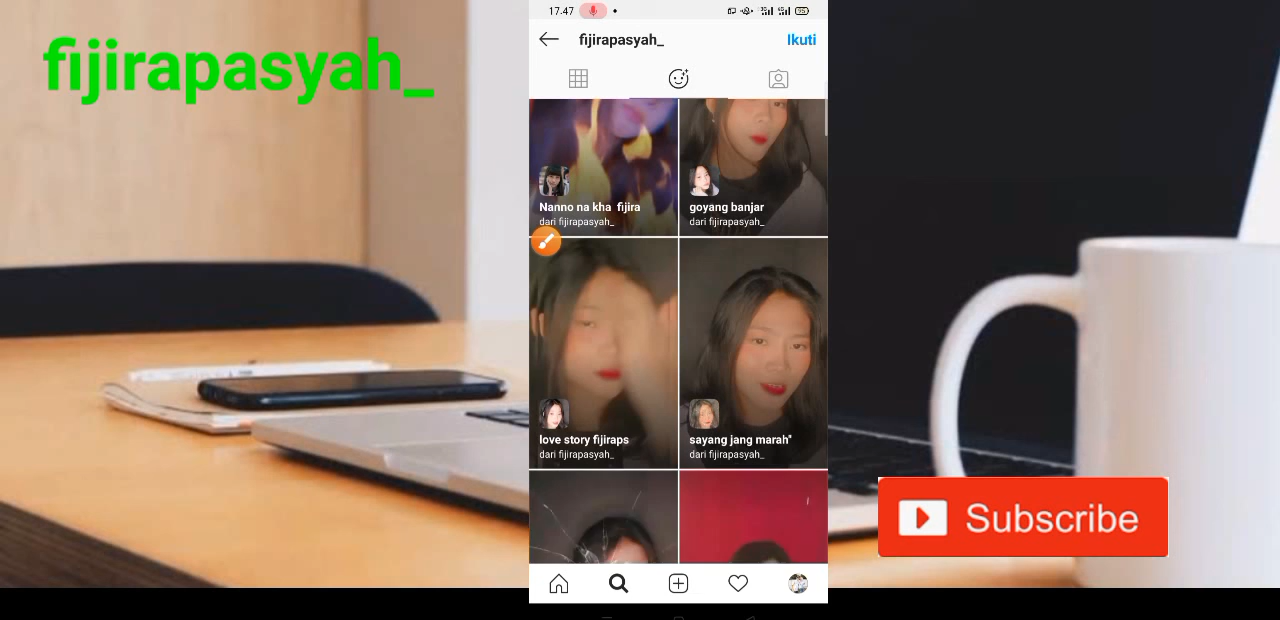 fijirapasyah_
17.47
95
fijirapasyah_
Ikuti
Nanno na kha fijira
dari fijirapasyah_
goyang banjar
dari fijirapasyah_
love story fijiraps
dari fijirapasyah_
sayang jang marah"
dari fijirapasyah_
Subscribe